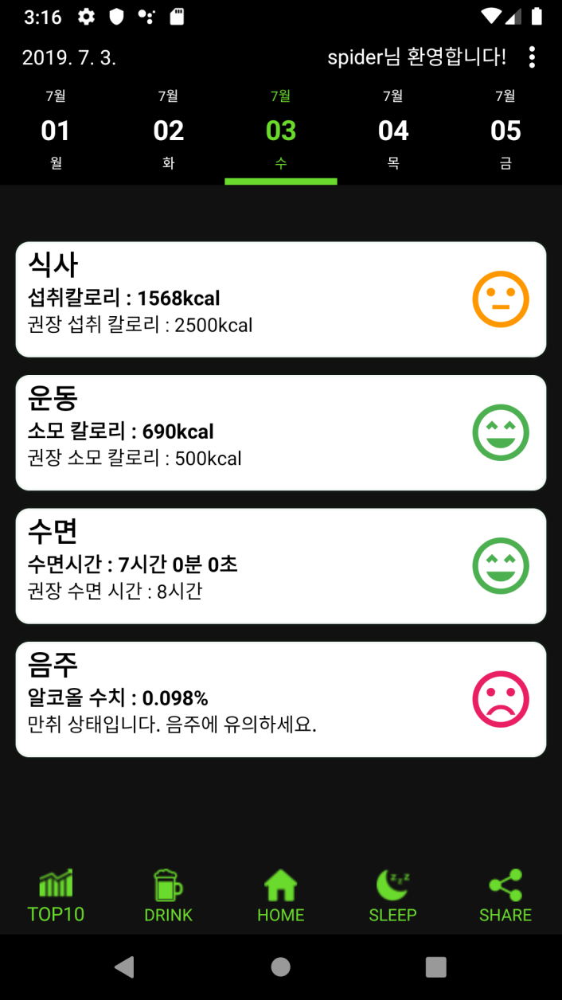 3:16
2019. 7. 3. spider님 환영합니다!
7월 7월 7월 7월 7월
01 02 03 04 05
월 화 수 목 금
식사
섭취칼로리 : 1568kcal
권장 섭취 칼로리 : 2500kcal
운동
소모 칼로리 : 690kcal
권장 소모 칼로리 : 500kcal
수면
수면시간 : 7시간 0분 0초
권장 수면 시간 : 8시간
음주
알코올 수치 : 0.098%
만취 상태입니다. 음주에 유의하세요.
TOP10 DRINK HOME SLEEP SHARE